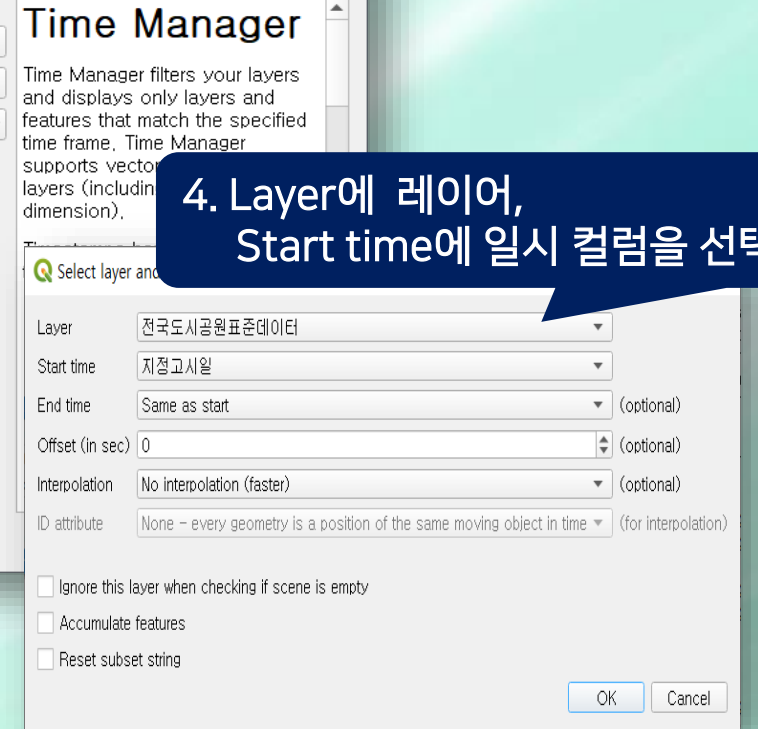 Time Manager
Time Manager filters your layers
and displays only layers and
features that match the specified
time frame. Time Manager
supports vector
layers (includin
dimension).
4. Layer에 레이어,
Start time에 일시 컬럼을 선택
Select layer and
Layer 전국도시공원표준데이터
Start time 지정고시일
End time Same as start (optional)
Offset (in sec) 0 (optional)
Interpolation No interpolation (faster) (optional)
ID attribute None - every geometry is a position of the same moving object in time (for interpolation)
Ignore this layer when checking if scene is empty
Accumulate features
Reset subset string
OK Cancel